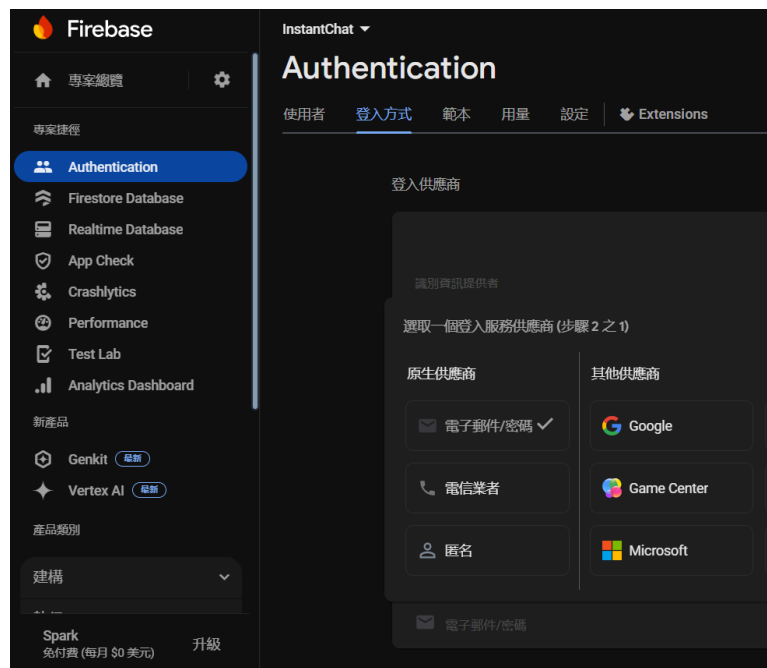 Firebase
專案總覽
專案捷徑
Authentication
Firestore Database
Realtime Database
App Check
Crashlytics
Performance
Test Lab
Analytics Dashboard
新產品
Genkit 最新
Vertex AI 最新
產品類別
建構
Spark
免付費 (每月 $0 美元)
升級
InstantChat
Authentication
使用者 登入方式 範本 用量 設定 Extensions
登入供應商
識別資訊提供者
選取一個登入服務供應商 (步驟 2 之 1)
原生供應商
電子郵件/密碼
電信業者
匿名
其他供應商
Google
Game Center
Microsoft
電子郵件/密碼